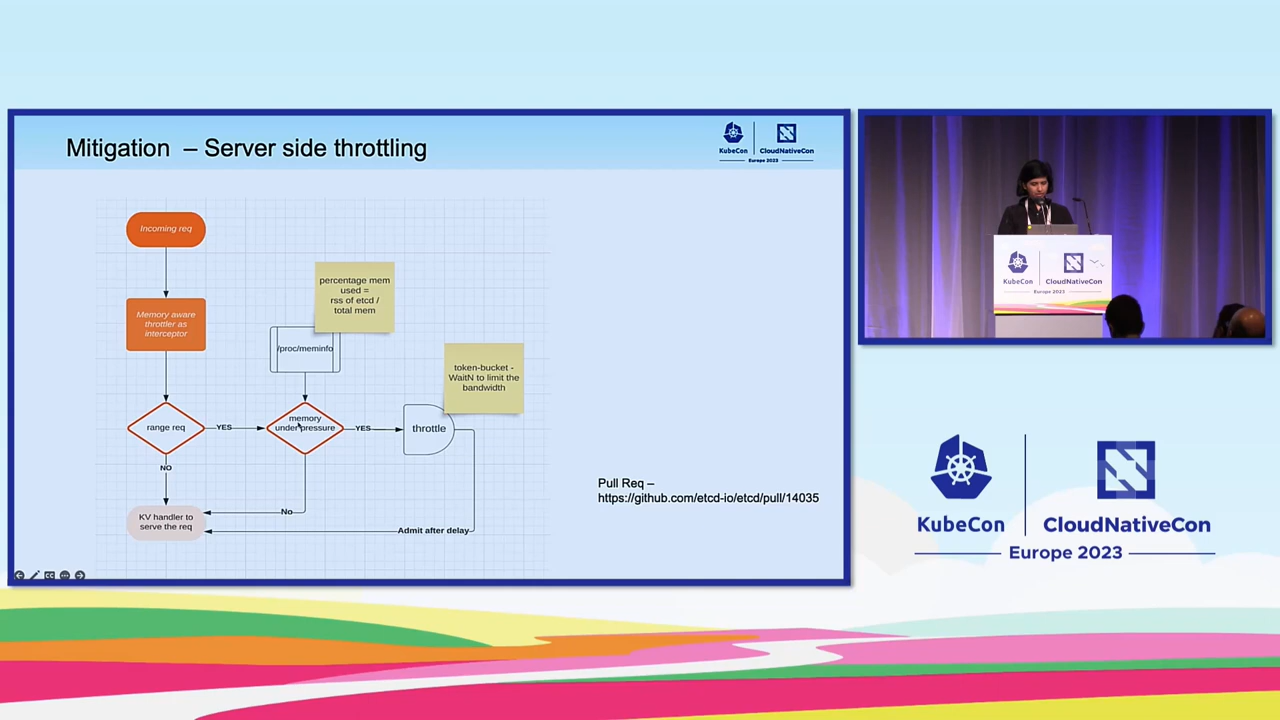 Mitigation – Server side throttling
KubeCon
CloudNativeCon
Europe 2023
Incoming req
percentage mem
used =
rss of etcd /
total mem
Memory aware
throttler as
interceptor
/proc/meminfo
token-bucket -
WaitN to limit the
bandwidth
range req
YES
memory
under pressure
YES
throttle
NO
No
KV handler to
serve the req
Admit after delay
Pull Req –
https://github.com/etcd-io/etcd/pull/14035
CC
KubeCon
CloudNativeCon
Europe 2023
KubeCon
CloudNativeCon
Europe 2023